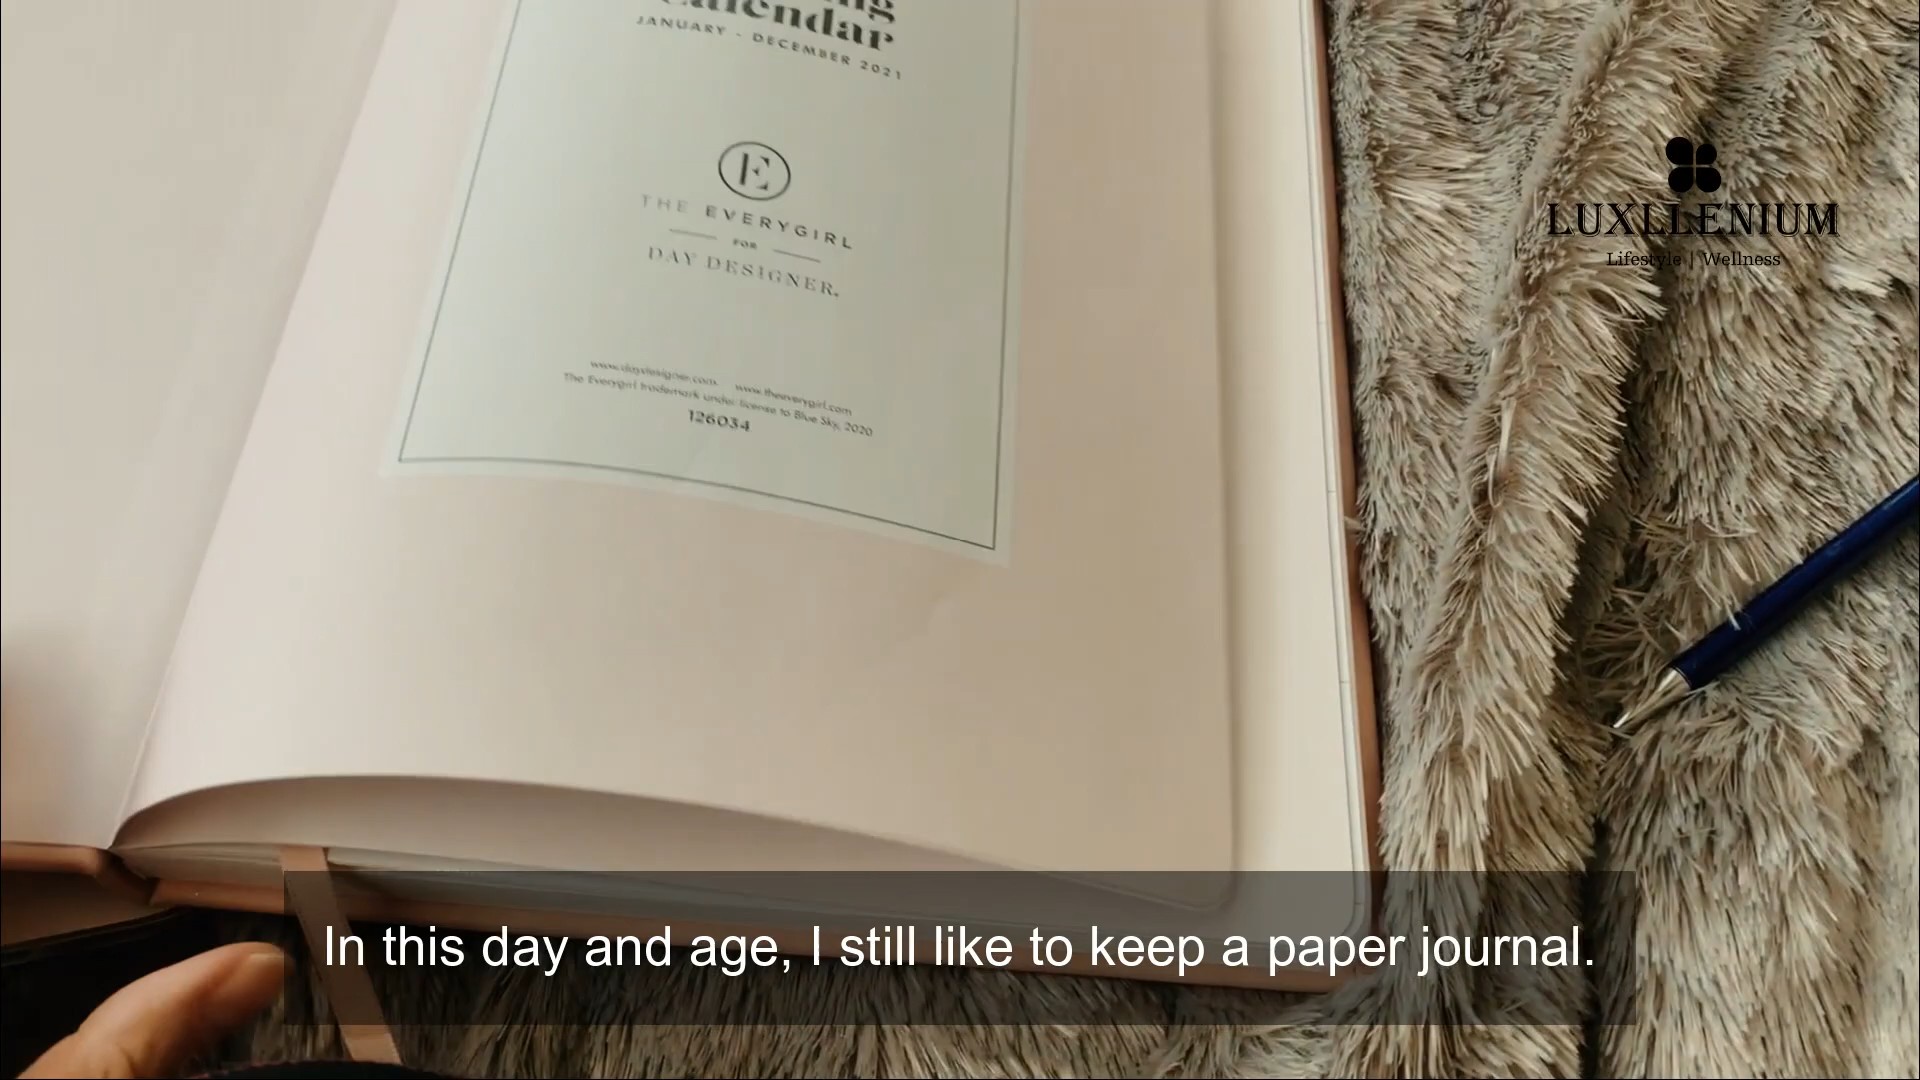 Calendar
JANUARY - DECEMBER 2021
E
THE EVERYGIRL
FOR
DAY DESIGNER.
www.daydesigner.com www.theeverygirl.com
The Everygirl trademark under license to Blue Sky, 2020
126034
LUXLLENIUM
Lifestyle | Wellness
In this day and age, I still like to keep a paper journal.